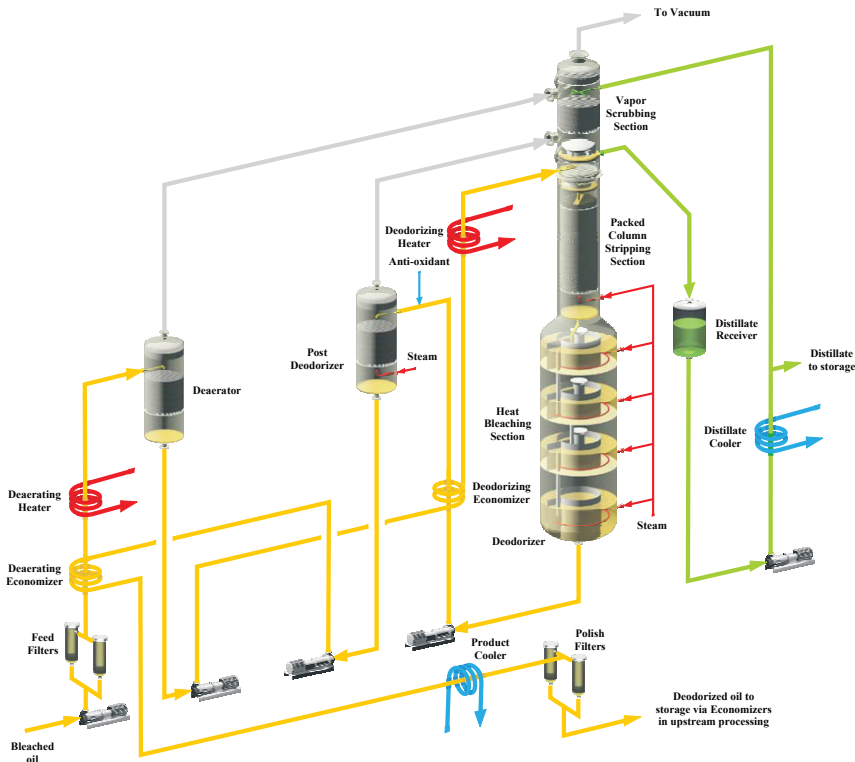 To Vacuum
Vapor
Scrubbing
Section
Deodorizing
Heater
Anti-oxidant
Packed
Column
Stripping
Section
Distillate
Receiver
Post
Deodorizer
Steam
Deaerator
Distillate
to storage
Heat
Bleaching
Section
Distillate
Cooler
Deaerating
Heater
Deodorizing
Economizer
Steam
Deodorizer
Deaerating
Economizer
Feed
Filters
Product
Cooler
Polish
Filters
Deodorized oil to
storage via Economizers
in upstream processing
Bleached
oil